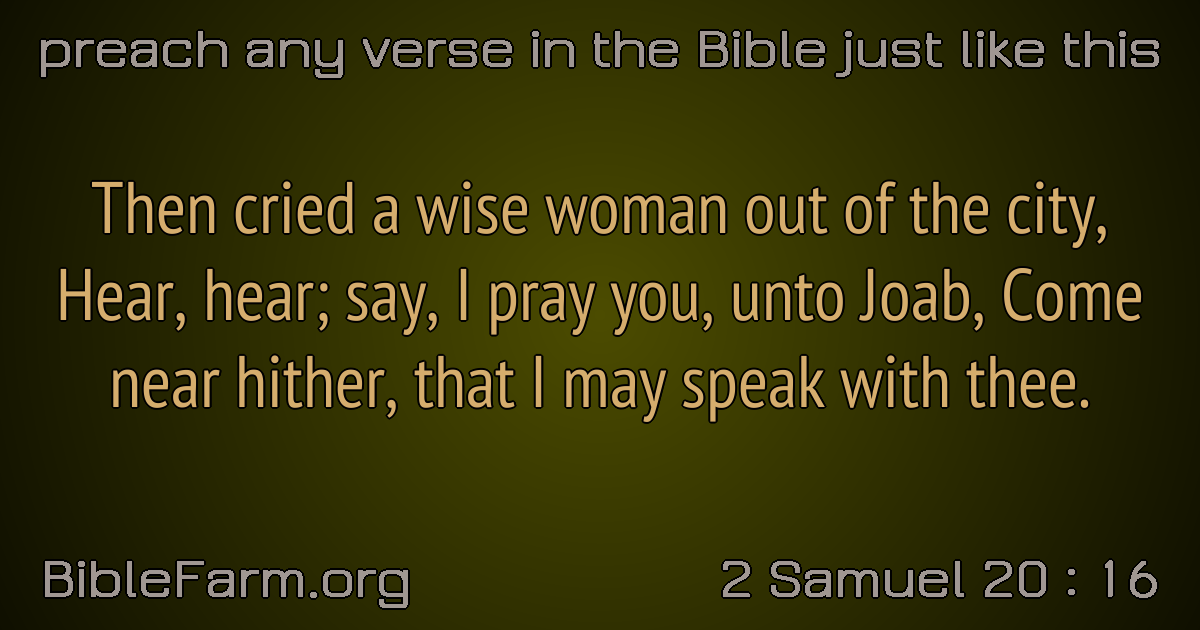 preach any verse in the Bible just like this
Then cried a wise woman out of the city,
Hear, hear; say, I pray you, unto Joab, Come
near hither, that I may speak with thee.
BibleFarm.org
2 Samuel 20 : 16